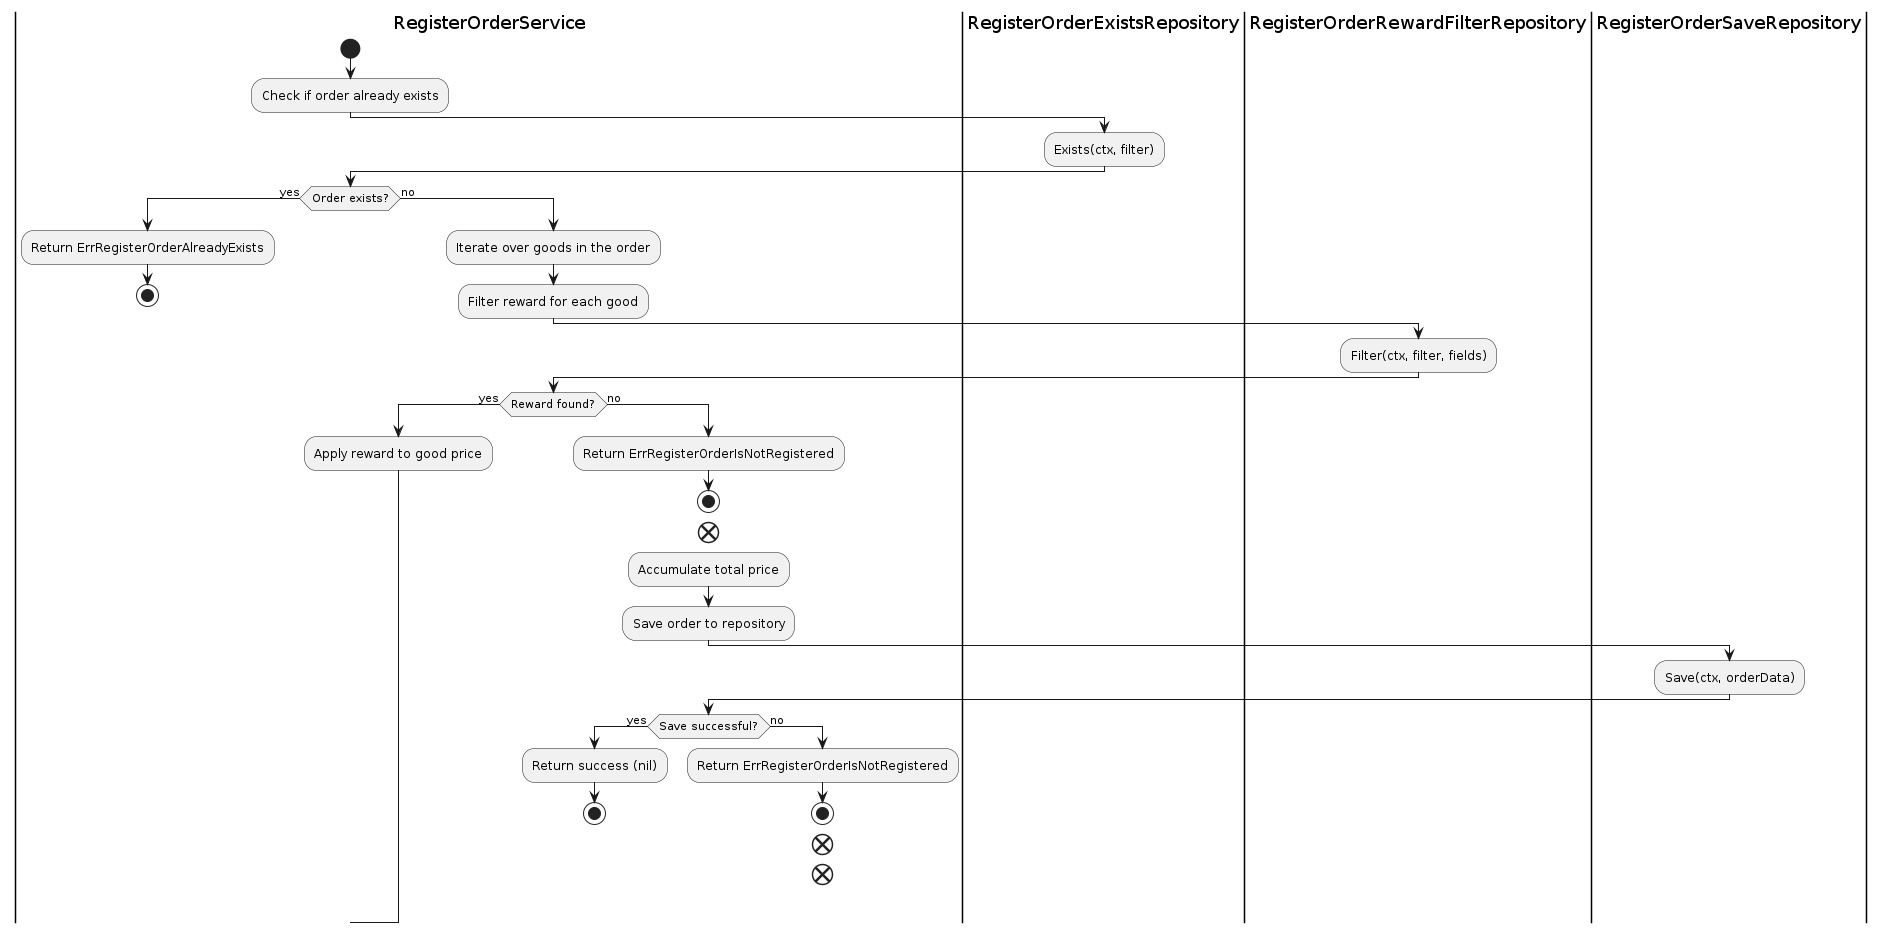 RegisterOrderService
RegisterOrderExistsRepository
RegisterOrderRewardFilterRepository
RegisterOrderSaveRepository
Check if order already exists
Exists(ctx, filter)
yes
Order exists?
no
Return ErrRegisterOrderAlreadyExists
Iterate over goods in the order
Filter reward for each good
Filter(ctx, filter, fields)
yes
Reward found?
no
Apply reward to good price
Return ErrRegisterOrderIsNotRegistered
Accumulate total price
Save order to repository
Save(ctx, orderData)
yes
Save successful?
no
Return success (nil)
Return ErrRegisterOrderIsNotRegistered